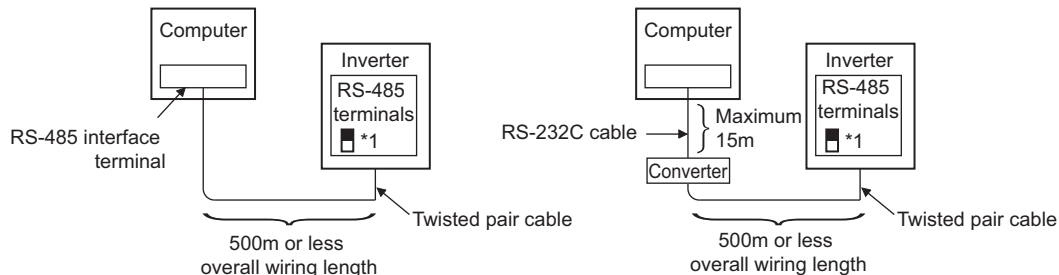 Computer
Inverter
RS-485
terminals
*1
RS-485 interface
terminal
Twisted pair cable
500m or less
overall wiring length
Computer
Inverter
RS-485
terminals
*1
RS-232C cable
Maximum
15m
Converter
Twisted pair cable
500m or less
overall wiring length